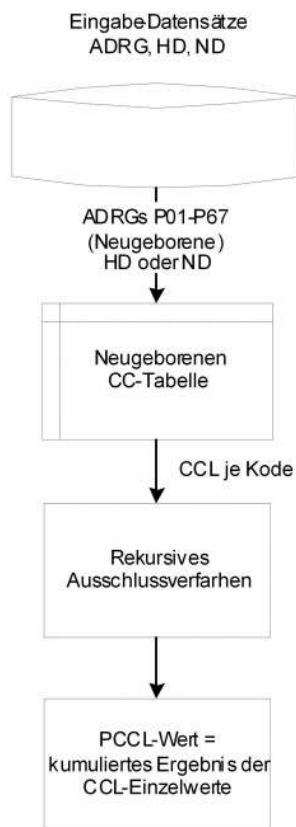 Eingabe-Datensätze
ADRG, HD, ND
ADRGs P01-P67
(Neugeborene)
HD oder ND
Neugeborenen
CC-Tabelle
CCL je Kode
Rekursives
Ausschlussverfarhen
PCCL-Wert =
kumuliertes Ergebnis der
CCL-Einzelwerte